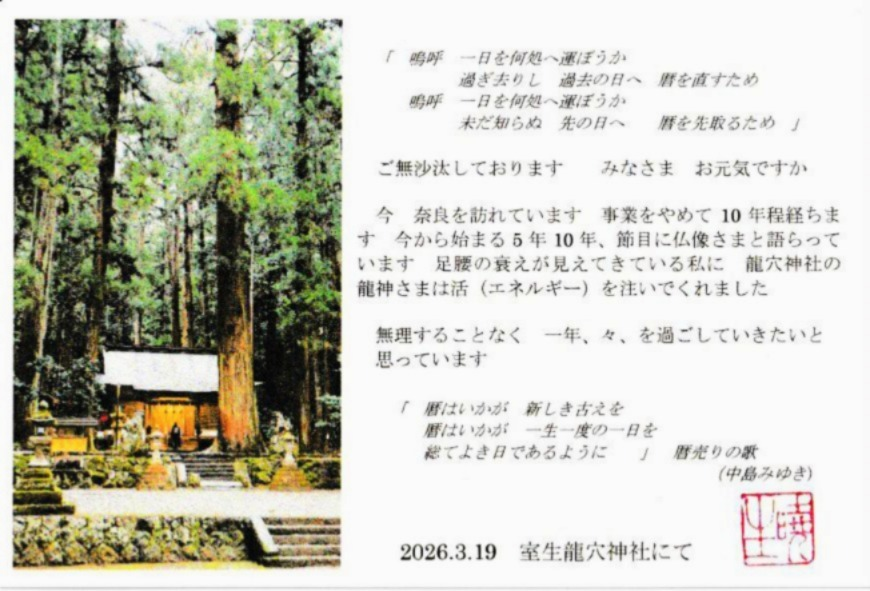 「 嗚呼　一日を何処へ運ぼうか
過ぎ去りし　過去の日へ　暦を直すため
嗚呼　一日を何処へ運ぼうか
未だ知らぬ　先の日へ　　暦を先取るため　」
ご無沙汰しております　　みなさま　お元気ですか
今　奈良を訪れています　事業をやめて 10 年程経ちま
す　今から始まる 5 年 10 年、節目に仏像さまと語らって
います　足腰の衰えが見えてきている私に　龍穴神社の
龍神さまは活（エネルギー）を注いでくれました
無理することなく　一年、々、を過ごしていきたいと
思っています
「　暦はいかが　新しき古えを
暦はいかが　一生一度の一日を
総てよき日であるように　　」　暦売りの歌
(中島みゆき)
2026.3.19　室生龍穴神社にて